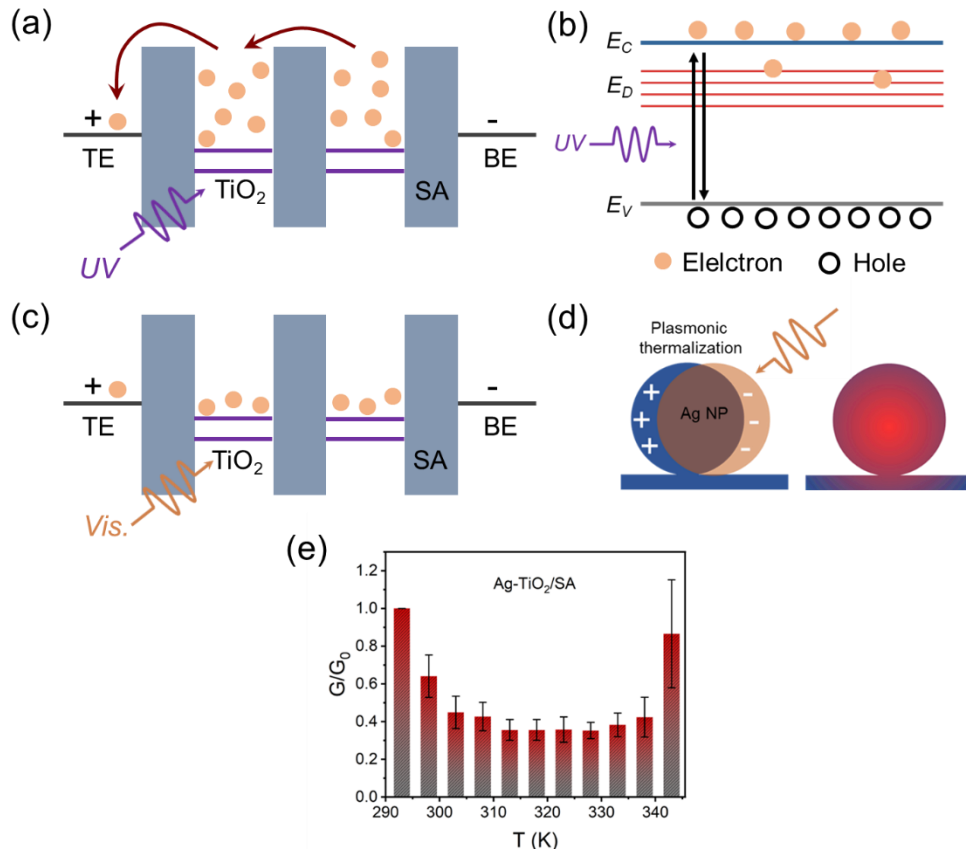 (a)
+
-
TE
BE
TiO₂
SA
UV
(b)
E_C
E_D
UV
E_V
Elelctron
Hole
(c)
+
-
TE
BE
TiO₂
SA
Vis.
(d)
Plasmonic
thermalization
+ -
+ Ag NP -
+ -
(e)
Ag-TiO₂/SA
G/G₀
1.2
1.0
0.8
0.6
0.4
0.2
0.0
290 300 310 320 330 340
T (K)